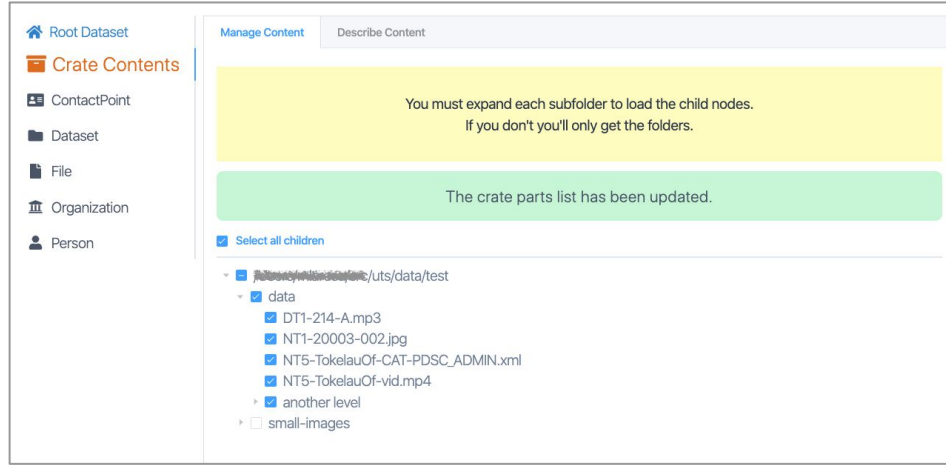 Root Dataset
Crate Contents
ContactPoint
Dataset
File
Organization
Person
Manage Content Describe Content
You must expand each subfolder to load the child nodes.
If you don't you'll only get the folders.
The crate parts list has been updated.
Select all children
/uts/data/test
data
DT1-214-A.mp3
NT1-20003-002.jpg
NT5-TokelauOf-CAT-PDSC_ADMIN.xml
NT5-TokelauOf-vid.mp4
another level
small-images